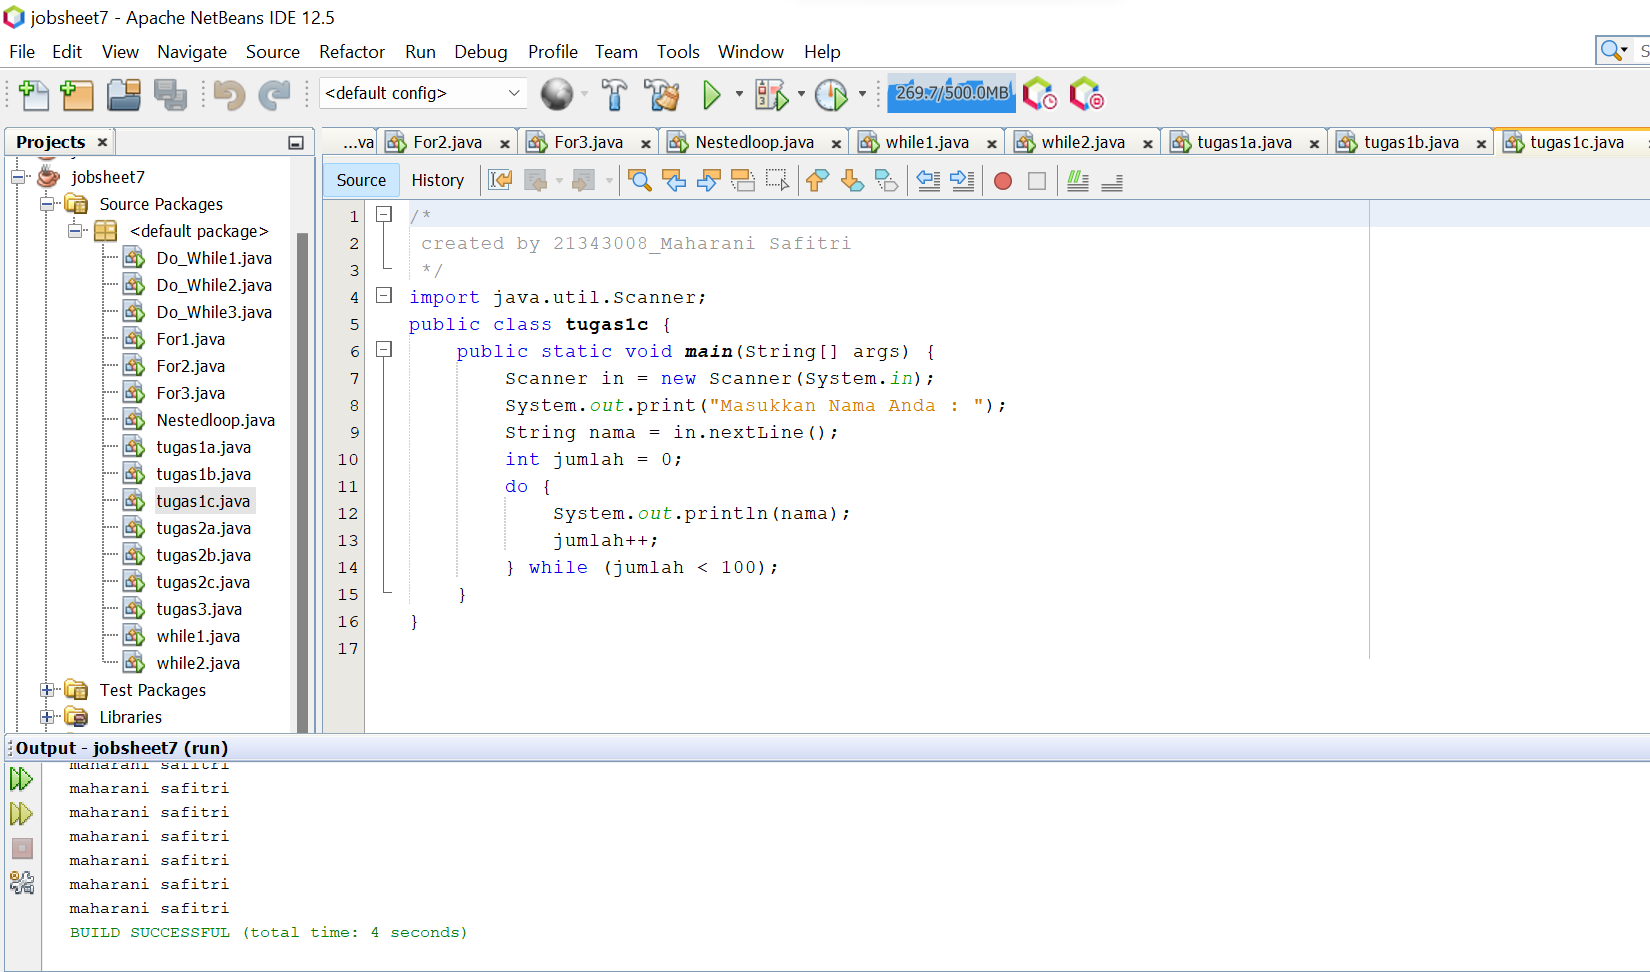 jobsheet7 - Apache NetBeans IDE 12.5
File Edit View Navigate Source Refactor Run Debug Profile Team Tools Window Help
<default config> 269.7/500.0MB
Projects
jobsheet7
Source Packages
<default package>
Do_While1.java
Do_While2.java
Do_While3.java
For1.java
For2.java
For3.java
Nestedloop.java
tugas1a.java
tugas1b.java
tugas1c.java
tugas2a.java
tugas2b.java
tugas2c.java
tugas3.java
while1.java
while2.java
Test Packages
Libraries
...va For2.java For3.java Nestedloop.java while1.java while2.java tugas1a.java tugas1b.java tugas1c.java
Source History
1 /*
2 created by 21343008_Maharani Safitri
3 */
4 import java.util.Scanner;
5 public class tugas1c {
6 public static void main(String[] args) {
7 Scanner in = new Scanner(System.in);
8 System.out.print("Masukkan Nama Anda : ");
9 String nama = in.nextLine();
10 int jumlah = 0;
11 do {
12 System.out.println(nama);
13 jumlah++;
14 } while (jumlah < 100);
15 }
16 }
17
Output - jobsheet7 (run)
maharani safitri
maharani safitri
maharani safitri
maharani safitri
maharani safitri
maharani safitri
maharani safitri
BUILD SUCCESSFUL (total time: 4 seconds)